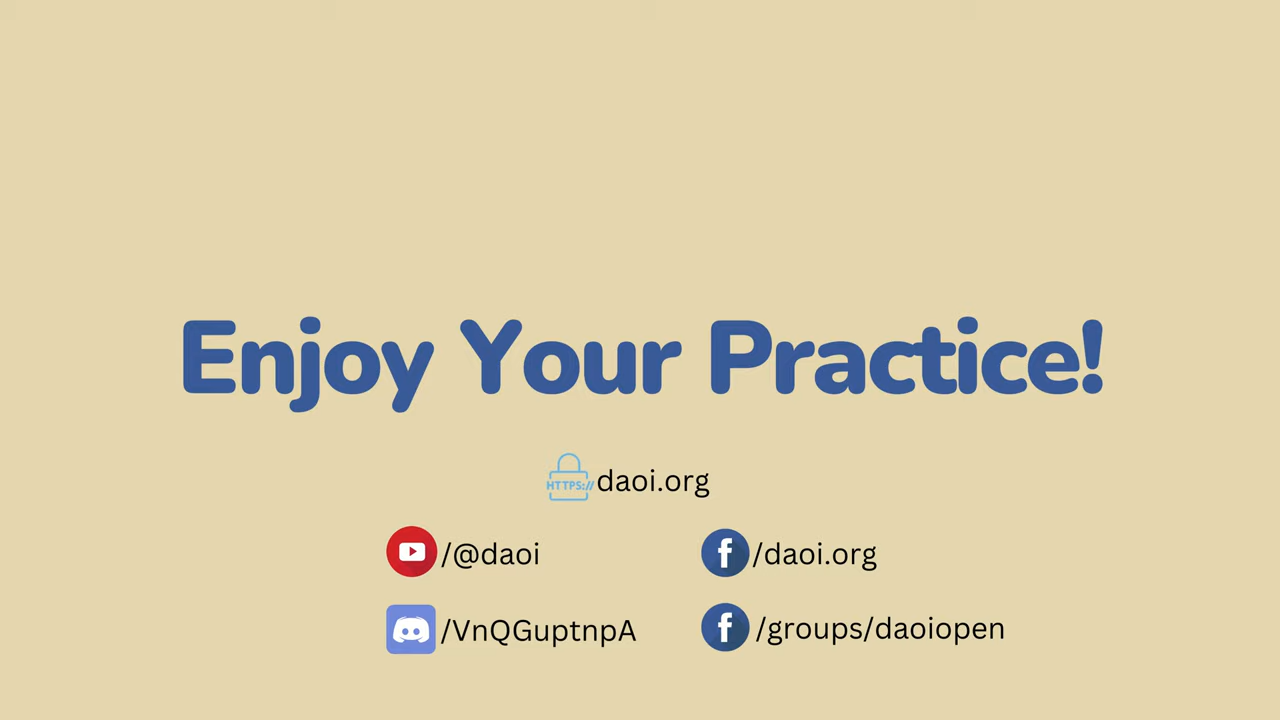 Enjoy Your Practice!
HTTPS:// daoi.org
/@daoi
/daoi.org
/VnQGuptnpA
/groups/daoiopen